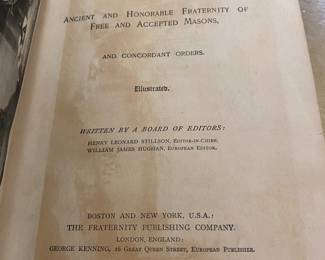 Ancient and Honorable Fraternity of
Free and Accepted Masons,
AND CONCORDANT ORDERS.
Illustrated.
WRITTEN BY A BOARD OF EDITORS:
Henry Leonard Stillson, Editor-in-Chief.
William James Hughan, European Editor.
Boston and New York, U.S.A.:
THE FRATERNITY PUBLISHING COMPANY.
London, England:
George Kenning, 16 Great Queen Street, European Publisher.